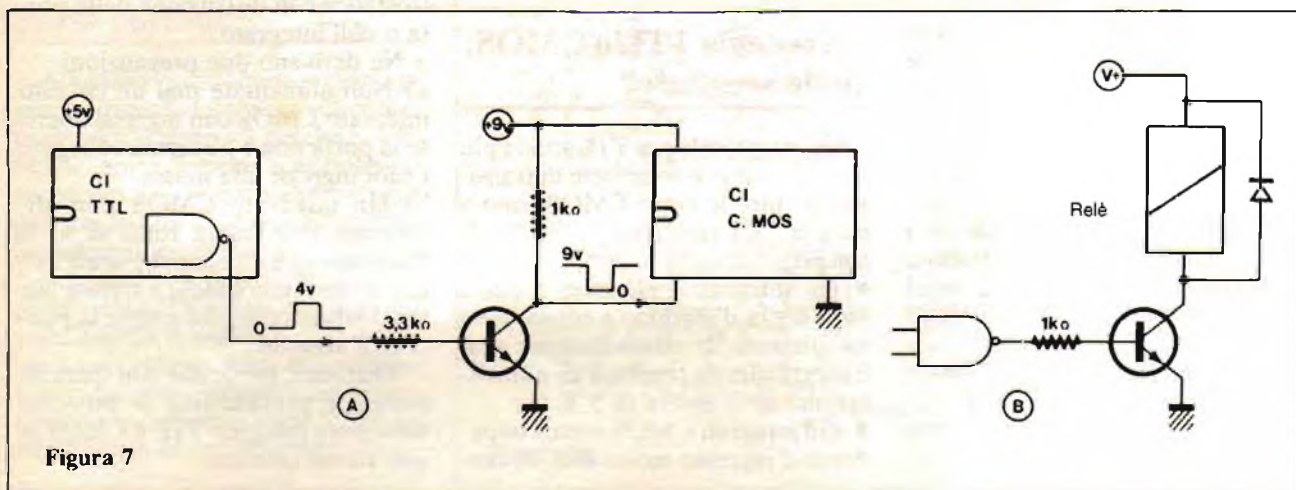 +5v
CI
TTL
4v
0
3,3kΩ
A
+9v
1kΩ
9v
0
CI
C. MOS
V+
Relè
1kΩ
B
Figura 7